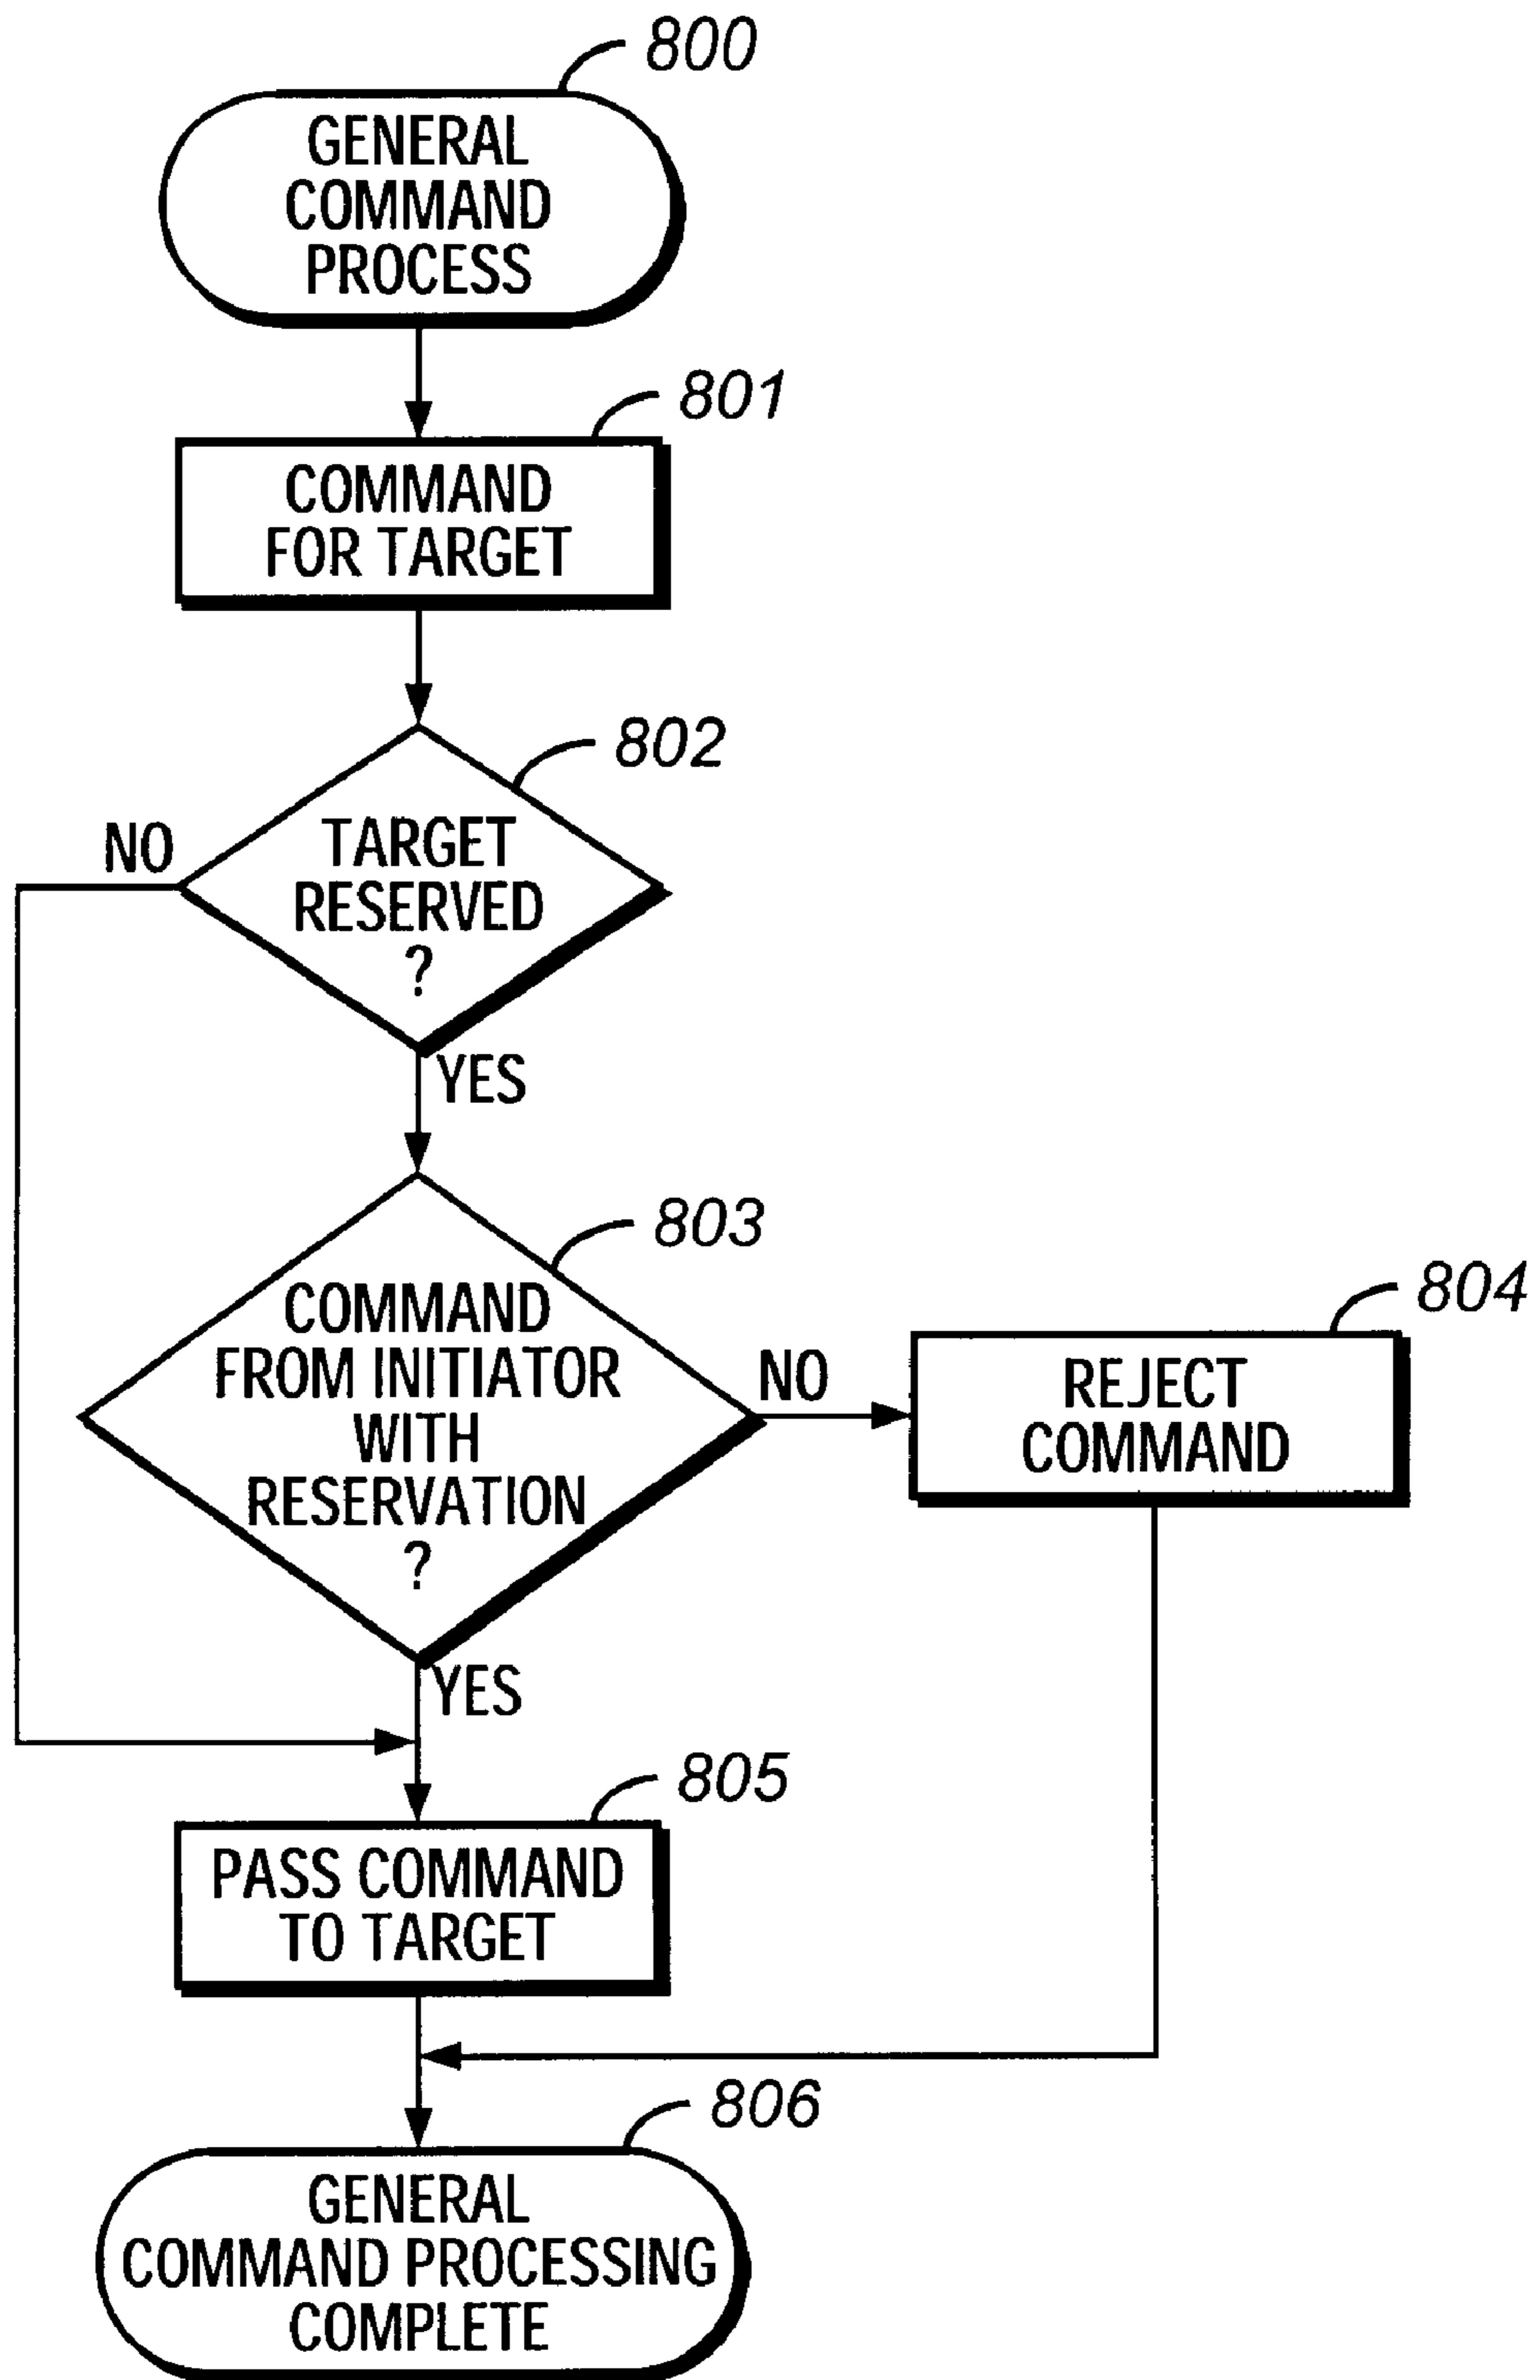 800
GENERAL
COMMAND
PROCESS
801
COMMAND
FOR TARGET
802
NO
TARGET
RESERVED
?
YES
803
COMMAND
FROM INITIATOR
WITH
RESERVATION
?
NO
804
REJECT
COMMAND
YES
805
PASS COMMAND
TO TARGET
806
GENERAL
COMMAND PROCESSING
COMPLETE